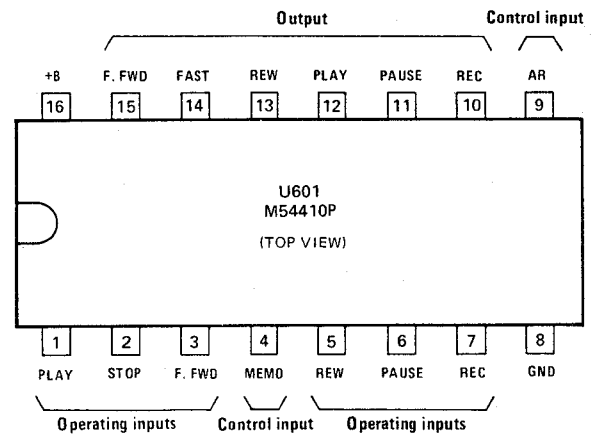 Output Control input
+B F. FWD FAST REW PLAY PAUSE REC AR
16 15 14 13 12 11 10 9
U601
M54410P
(TOP VIEW)
1 2 3 4 5 6 7 8
PLAY STOP F. FWD MEMO REW PAUSE REC GND
Operating inputs Control input Operating inputs